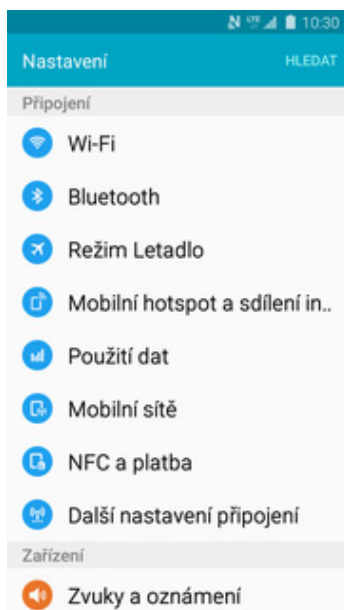 10:30
Nastavení HLEDAT
Připojení
Wi-Fi
Bluetooth
Režim Letadlo
Mobilní hotspot a sdílení in..
Použití dat
Mobilní sítě
NFC a platba
Další nastavení připojení
Zařízení
Zvuky a oznámení